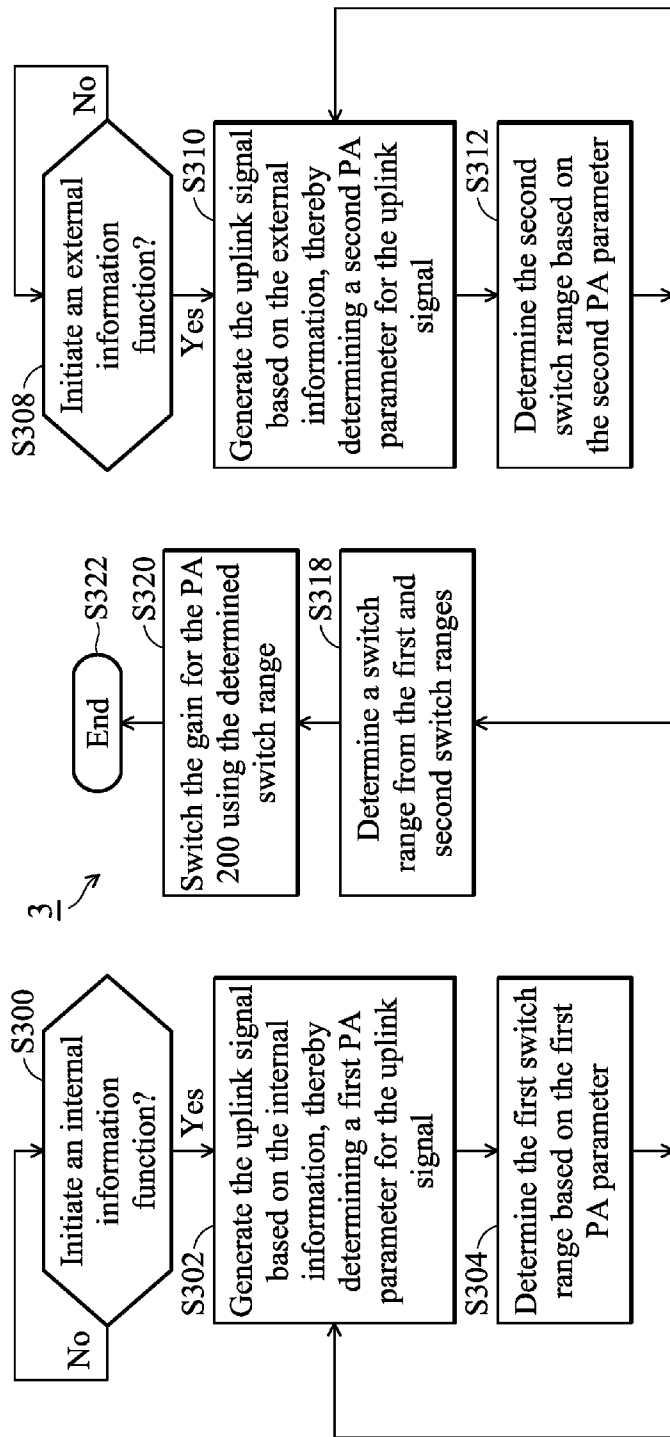 3
S300
Initiate an internal
information
function?
No
Yes
S302
Generate the uplink signal
based on the internal
information, thereby
determining a first PA
parameter for the uplink
signal
S304
Determine the first switch
range based on the first
PA parameter
End
S322
S320
Switch the gain for the PA
200 using the determined
switch range
S318
Determine a switch
range from the first and
second switch ranges
S308
Initiate an external
information
function?
No
Yes
S310
Generate the uplink signal
based on the external
information, thereby
determining a second PA
parameter for the uplink
signal
S312
Determine the second
switch range based on
the second PA parameter